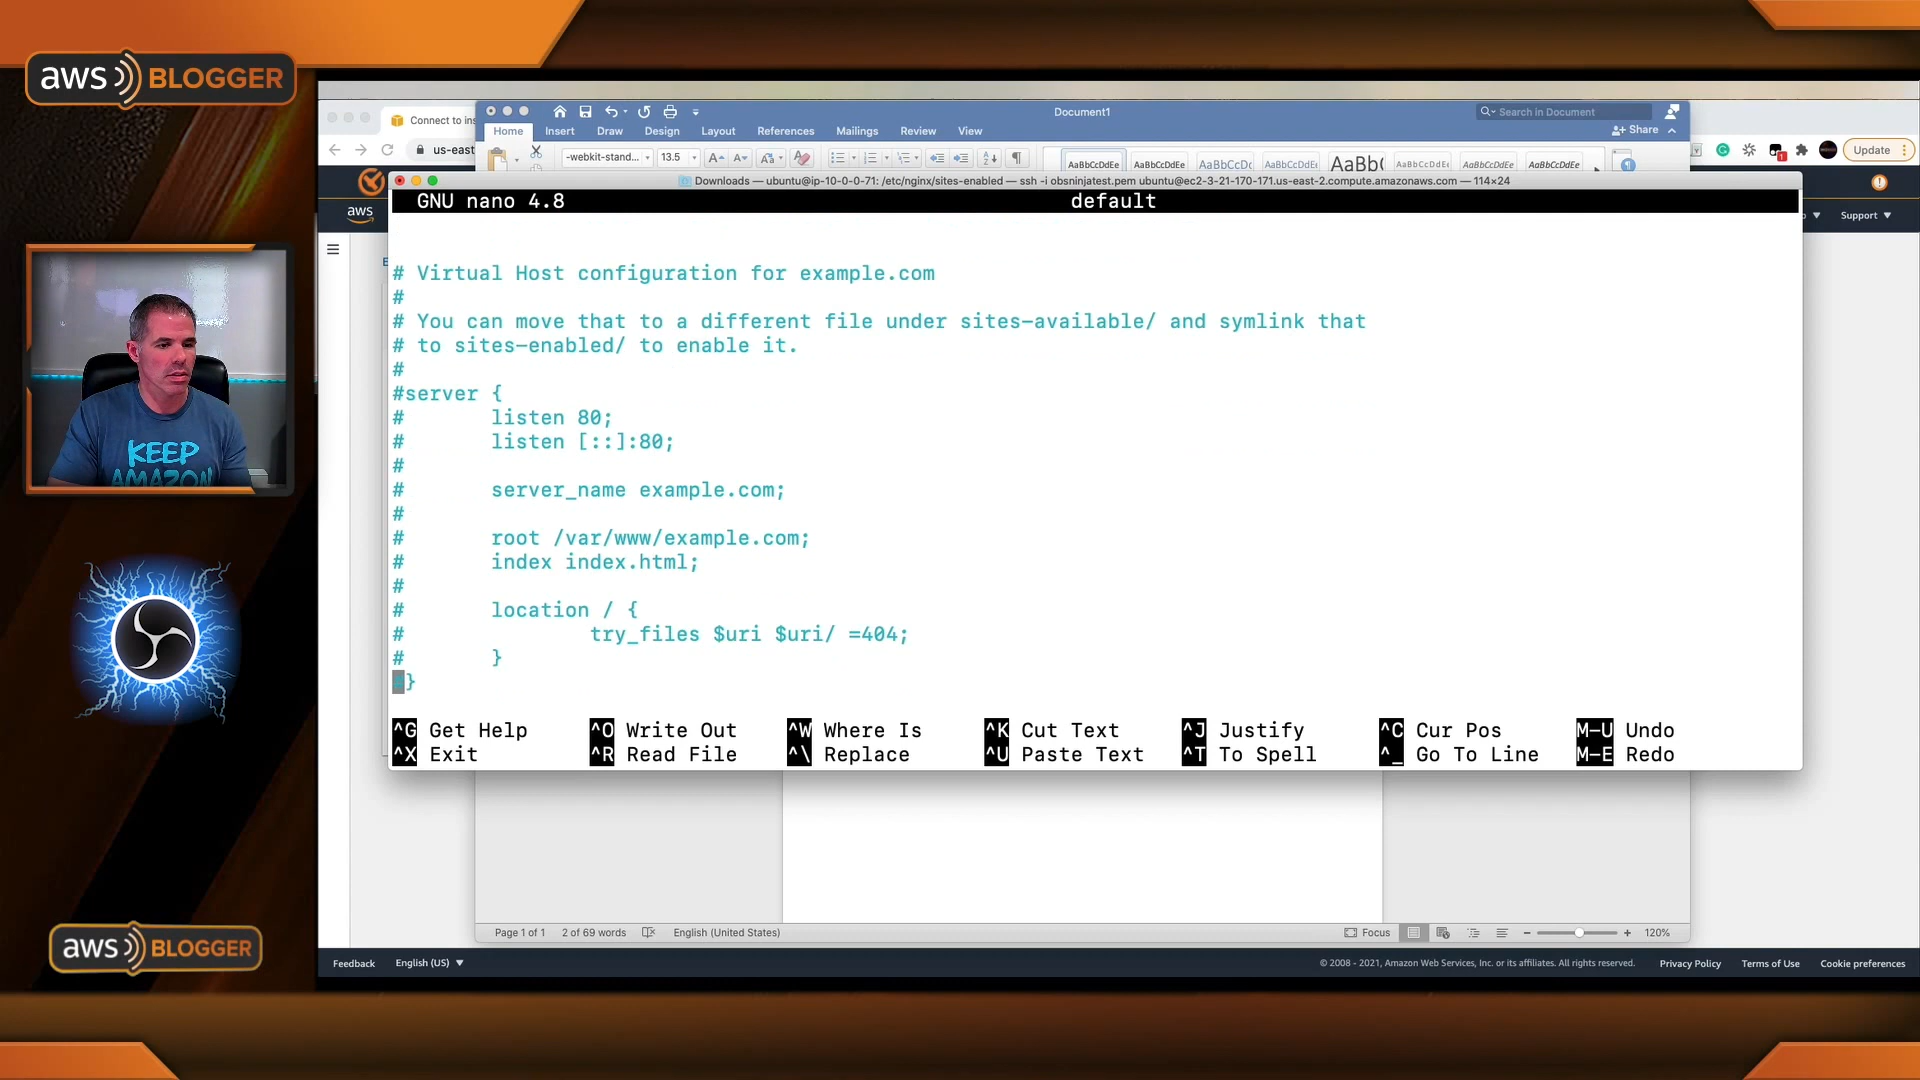 aws BLOGGER
Connect to ins
us-east
Document1
Search in Document
Home Insert Draw Design Layout References Mailings Review View
Share
-webkit-stand... 13.5
AaBbCcDdEe AaBbCcDdEe AaBbCcDc AaBbCcDdEe AaBb( AaBbCcDdEe AaBbCcDdEe AaBbCcDdEe
Update
Downloads — ubuntu@ip-10-0-0-71: /etc/nginx/sites-enabled — ssh -i obsninjatest.pem ubuntu@ec2-3-21-170-171.us-east-2.compute.amazonaws.com — 114×24
aws
Support
GNU nano 4.8 default
# Virtual Host configuration for example.com
#
# You can move that to a different file under sites-available/ and symlink that
# to sites-enabled/ to enable it.
#
#server {
# listen 80;
# listen [::]:80;
#
# server_name example.com;
#
# root /var/www/example.com;
# index index.html;
#
# location / {
# try_files $uri $uri/ =404;
# }
#}
^G Get Help ^O Write Out ^W Where Is ^K Cut Text ^J Justify ^C Cur Pos M-U Undo
^X Exit ^R Read File ^\ Replace ^U Paste Text ^T To Spell ^_ Go To Line M-E Redo
KEEP
AMAZON
Page 1 of 1 2 of 69 words English (United States) Focus 120%
aws BLOGGER
Feedback English (US) © 2008 - 2021, Amazon Web Services, Inc. or its affiliates. All rights reserved. Privacy Policy Terms of Use Cookie preferences